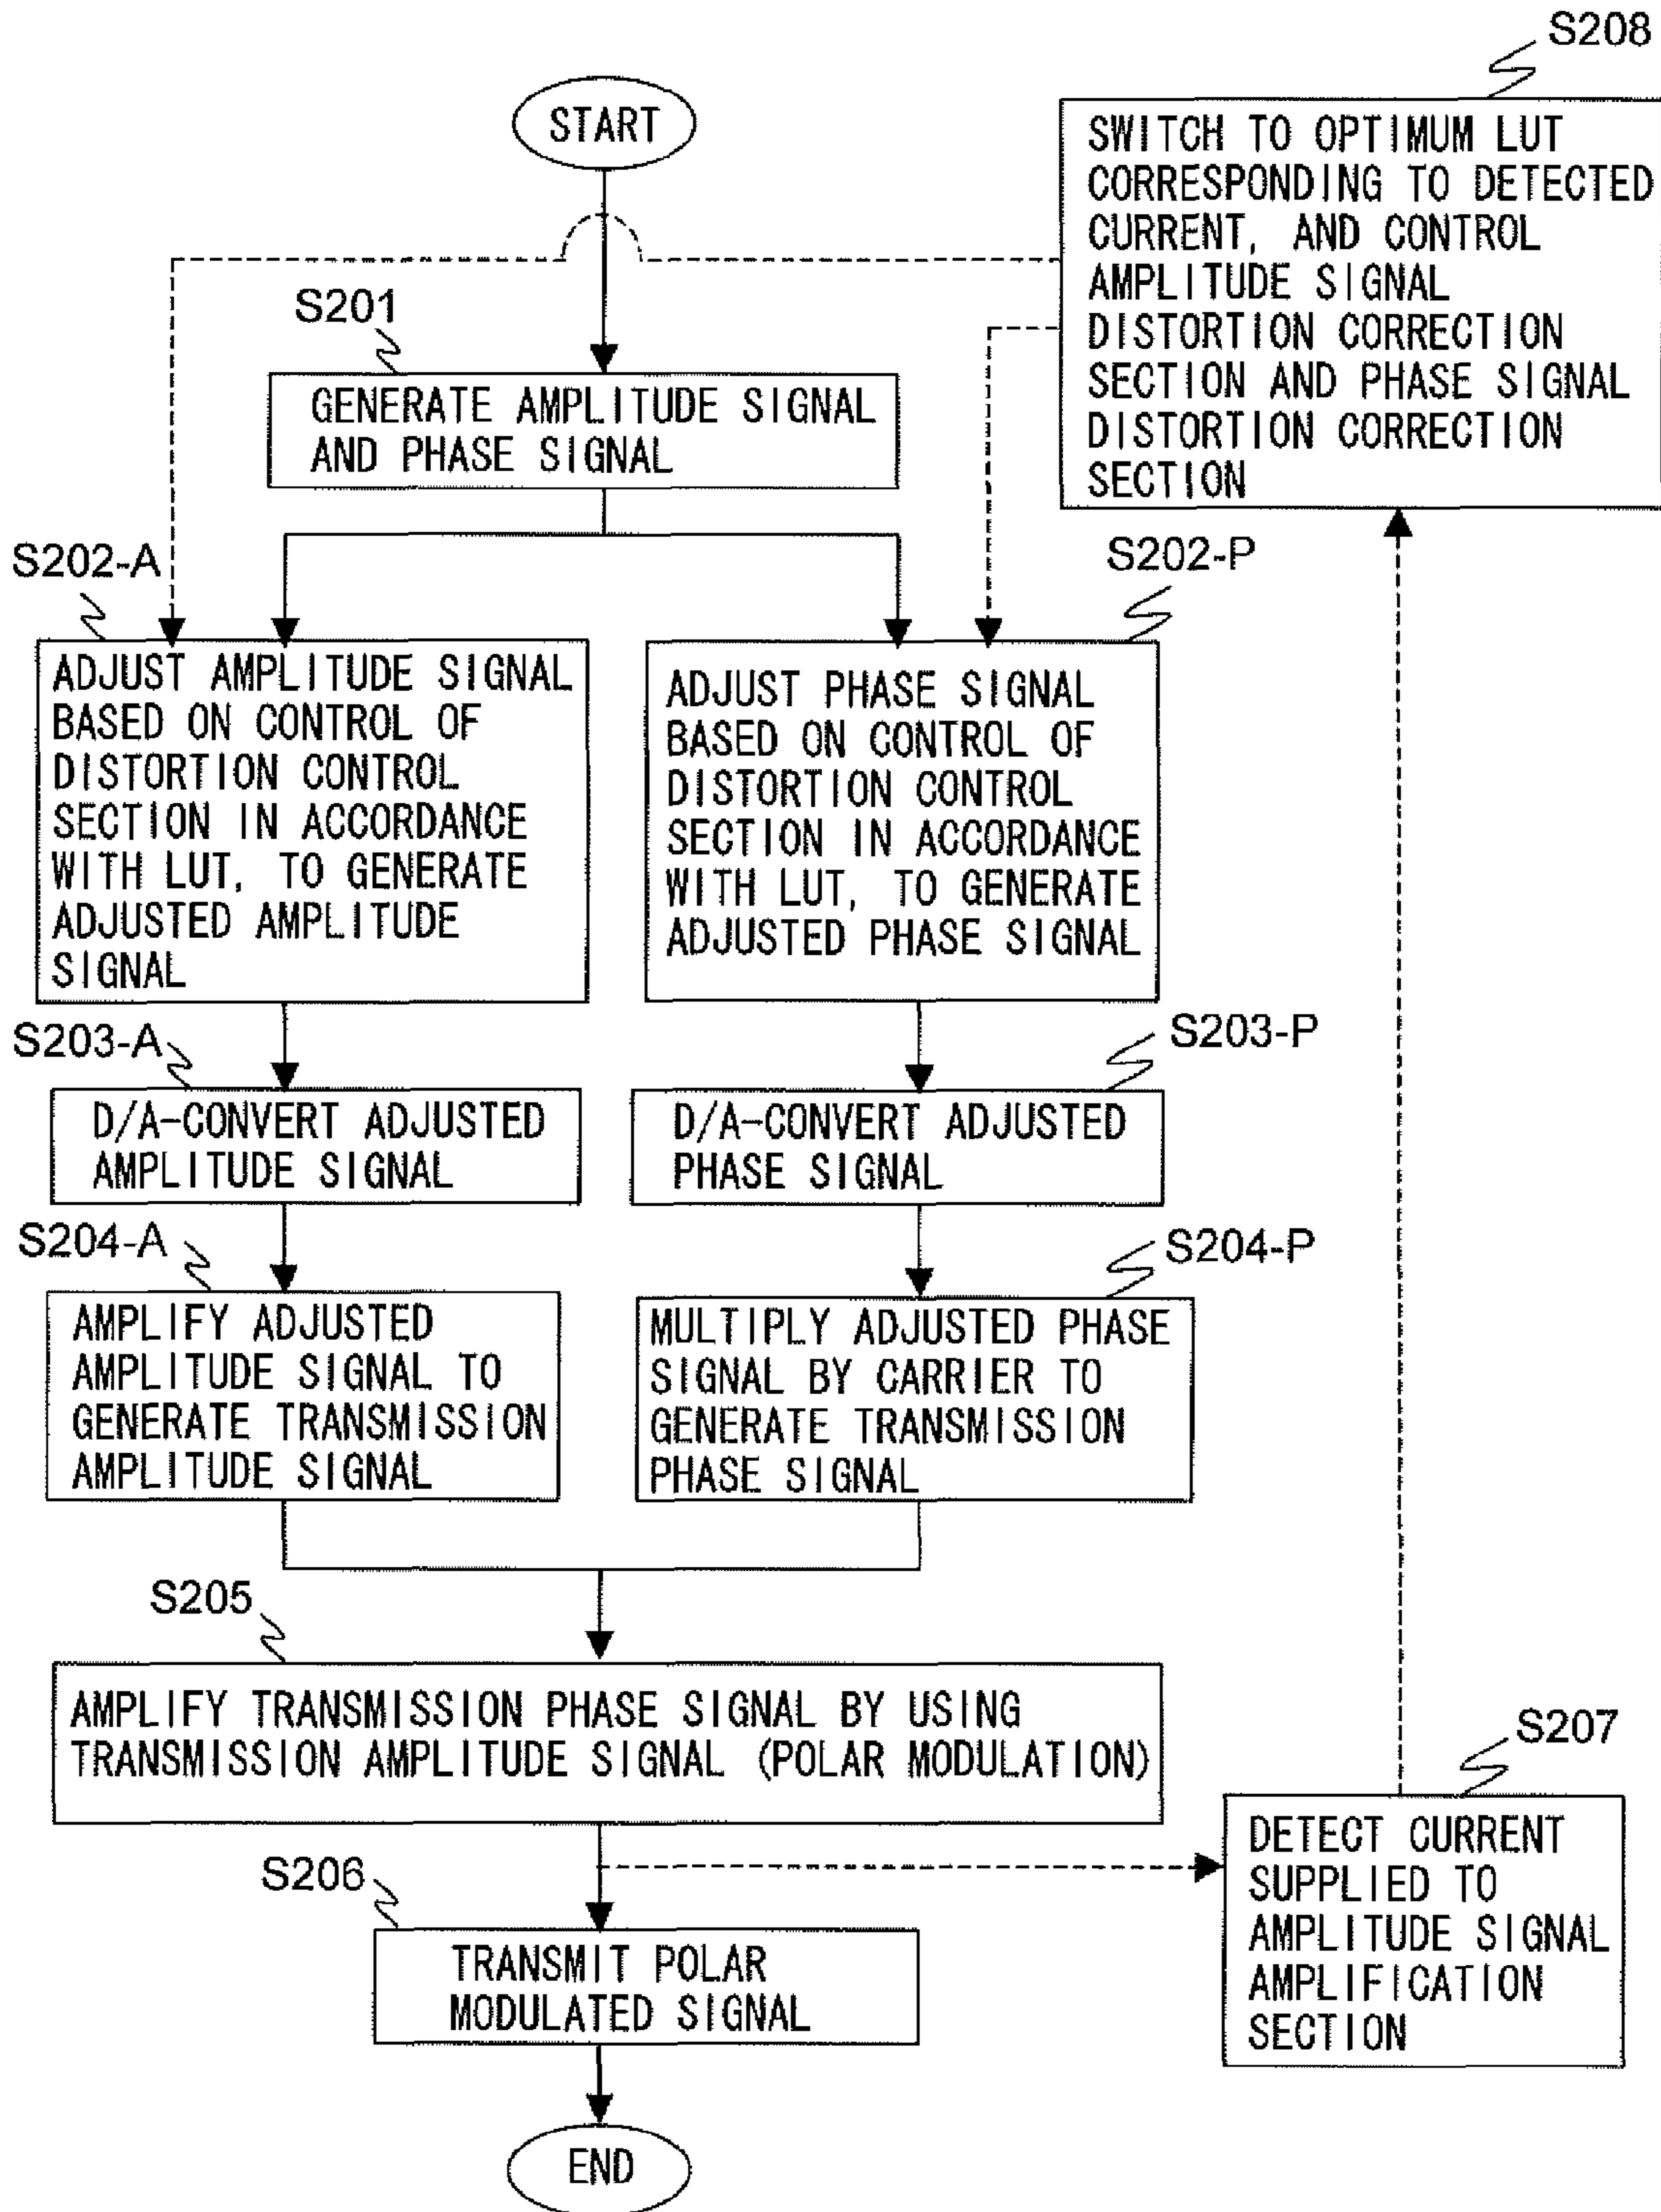 S208
START
SWITCH TO OPTIMUM LUT
CORRESPONDING TO DETECTED
CURRENT, AND CONTROL
AMPLITUDE SIGNAL
DISTORTION CORRECTION
SECTION AND PHASE SIGNAL
DISTORTION CORRECTION
SECTION
S201
GENERATE AMPLITUDE SIGNAL
AND PHASE SIGNAL
S202-A
ADJUST AMPLITUDE SIGNAL
BASED ON CONTROL OF
DISTORTION CONTROL
SECTION IN ACCORDANCE
WITH LUT, TO GENERATE
ADJUSTED AMPLITUDE
SIGNAL
S202-P
ADJUST PHASE SIGNAL
BASED ON CONTROL OF
DISTORTION CONTROL
SECTION IN ACCORDANCE
WITH LUT, TO GENERATE
ADJUSTED PHASE SIGNAL
S203-A
D/A-CONVERT ADJUSTED
AMPLITUDE SIGNAL
S203-P
D/A-CONVERT ADJUSTED
PHASE SIGNAL
S204-A
AMPLIFY ADJUSTED
AMPLITUDE SIGNAL TO
GENERATE TRANSMISSION
AMPLITUDE SIGNAL
S204-P
MULTIPLY ADJUSTED PHASE
SIGNAL BY CARRIER TO
GENERATE TRANSMISSION
PHASE SIGNAL
S205
AMPLIFY TRANSMISSION PHASE SIGNAL BY USING
TRANSMISSION AMPLITUDE SIGNAL (POLAR MODULATION)
S207
DETECT CURRENT
SUPPLIED TO
AMPLITUDE SIGNAL
AMPLIFICATION
SECTION
S206
TRANSMIT POLAR
MODULATED SIGNAL
END